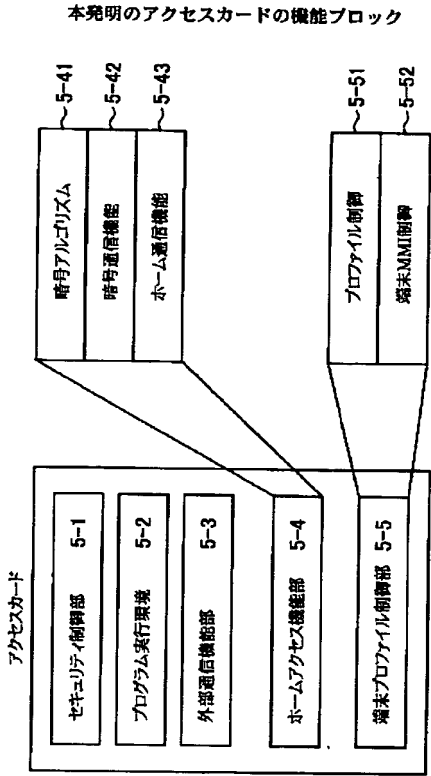 本発明のアクセスカードの機能ブロック
アクセスカード
セキュリティ制御部 5-1
プログラム実行環境 5-2
外部通信機能部 5-3
ホームアクセス機能部 5-4
端末プロファイル制御部 5-5
暗号アルゴリズム 5-41
暗号通信機能 5-42
ホーム通信機能 5-43
プロファイル制御 5-51
端末MMI制御 5-52